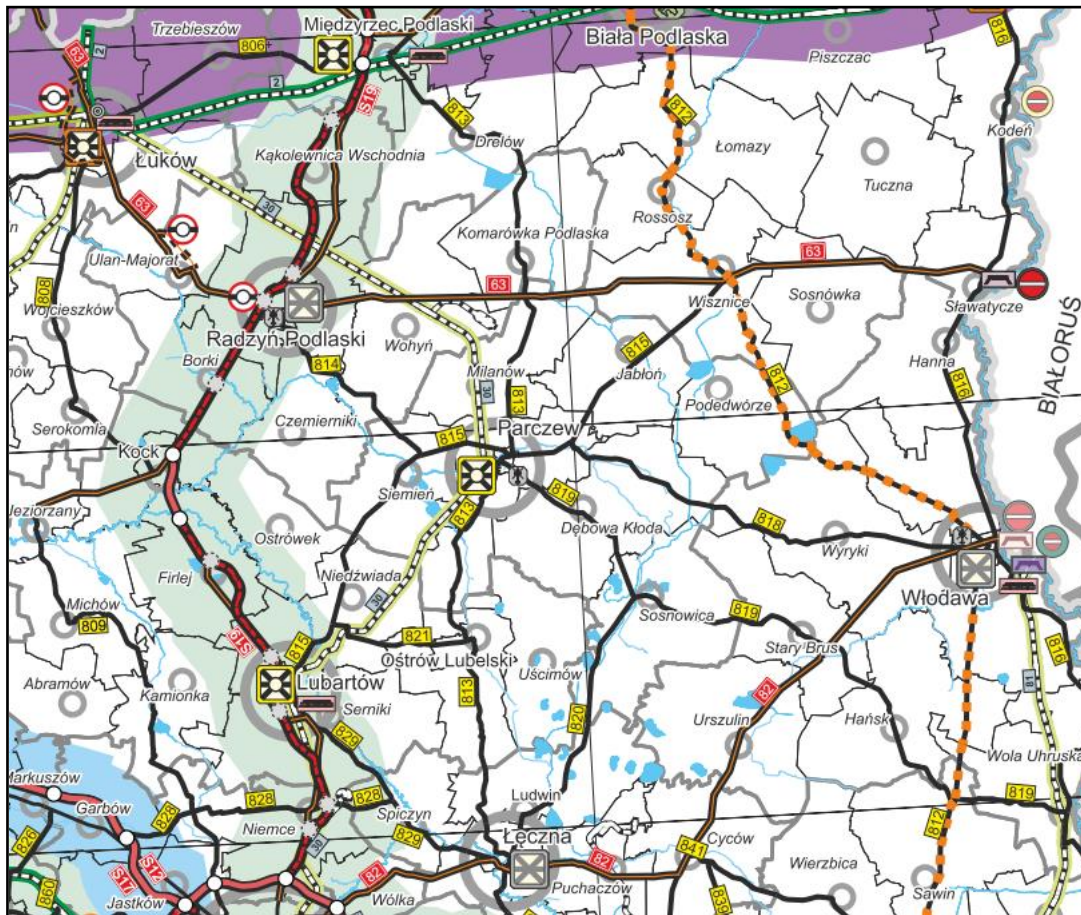 Międzyrzec Podlaski
Trzebieszów
806
Biała Podlaska
816
63
2
Piszczac
2
S19
812
813
Kodeń
Drelów
Łomazy
Kąkolewnica Wschodnia
Łuków
Tuczna
63
30
Rossosz
Komarówka Podlaska
Ulan-Majorat
63
63
808
Wisznice
Sosnówka
Sławatycze
Wojcieszków
Radzyń Podlaski
Wohyń
BIAŁORUŚ
Borki
814
815
Hanna
Milanów
Jabłoń
816
812
30
813
Podedwórze
Serokomla
Czemierniki
Parczew
815
Kock
Siemień
819
Jeziorzany
813
818
Dębowa Kłoda
Ostrówek
Wyryki
Firlej
Niedźwiada
Włodawa
30
Michów
Sosnowica
819
809
S19
815
821
Stary Brus
816
Ostrów Lubelski
Uścimów
Abramów
Lubartów
813
82
81
Kamionka
Serniki
820
Urszulin
Hańsk
829
Wola Uhruska
Markuszów
Ludwin
828
828
819
Garbów
828
Spiczyn
812
826
Niemce
829
Łęczna
Cyców
30
841
Wierzbica
S12
82
82
S17
860
Puchaczów
Jastków
Wólka
839
Sawin